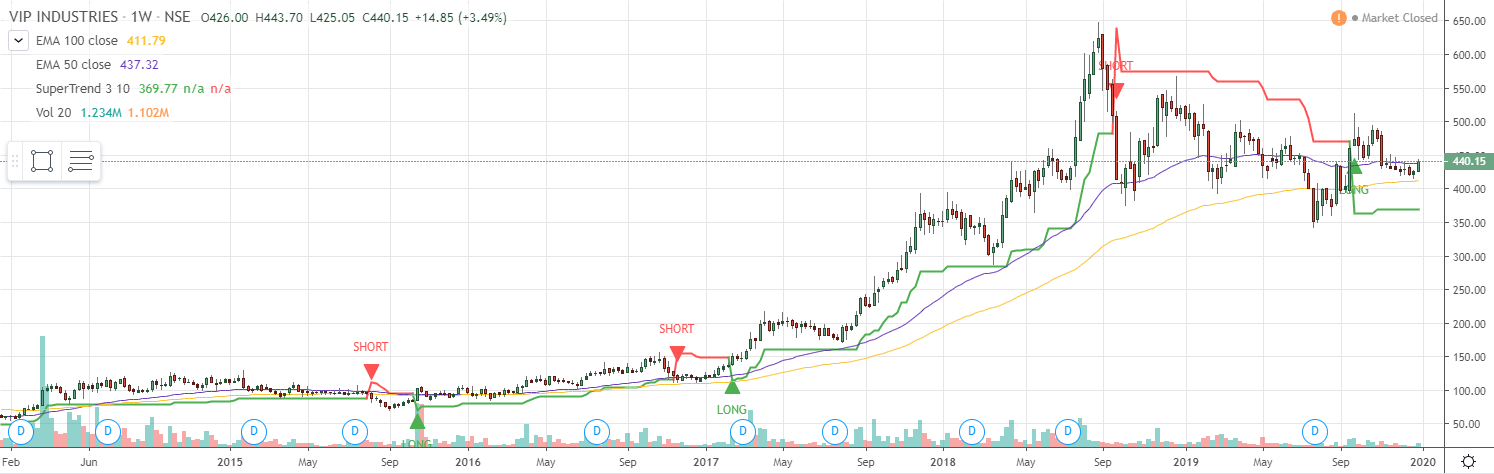 VIP INDUSTRIES · 1W · NSE O426.00 H443.70 L425.05 C440.15 +14.85 (+3.49%)
! Market Closed
EMA 100 close 411.79
EMA 50 close 437.32
SuperTrend 3 10 369.77 n/a n/a
Vol 20 1.234M 1.102M
650.00
600.00
550.00
500.00
440.15
400.00
350.00
300.00
250.00
200.00
150.00
100.00
50.00
SHORT
SHORT
SHORT
LONG
LONG
LONG
D D D D D D D D D D
Feb Jun 2015 May Sep 2016 May Sep 2017 May Sep 2018 May Sep 2019 May Sep 2020